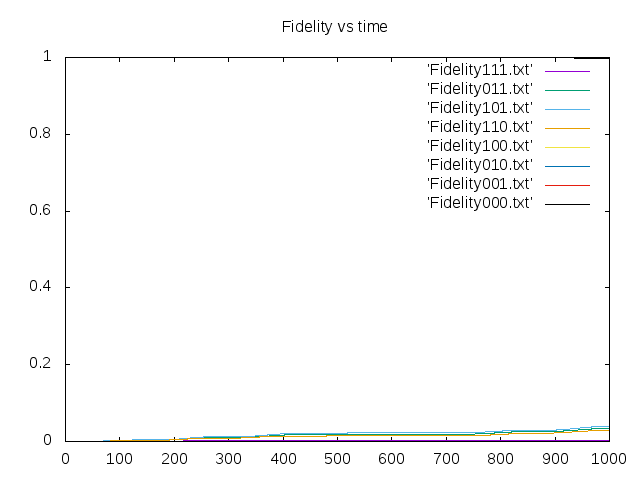 Fidelity vs time
1
0.8
0.6
0.4
0.2
0
'Fidelity111.txt'
'Fidelity011.txt'
'Fidelity101.txt'
'Fidelity110.txt'
'Fidelity100.txt'
'Fidelity010.txt'
'Fidelity001.txt'
'Fidelity000.txt'
0 100 200 300 400 500 600 700 800 900 1000